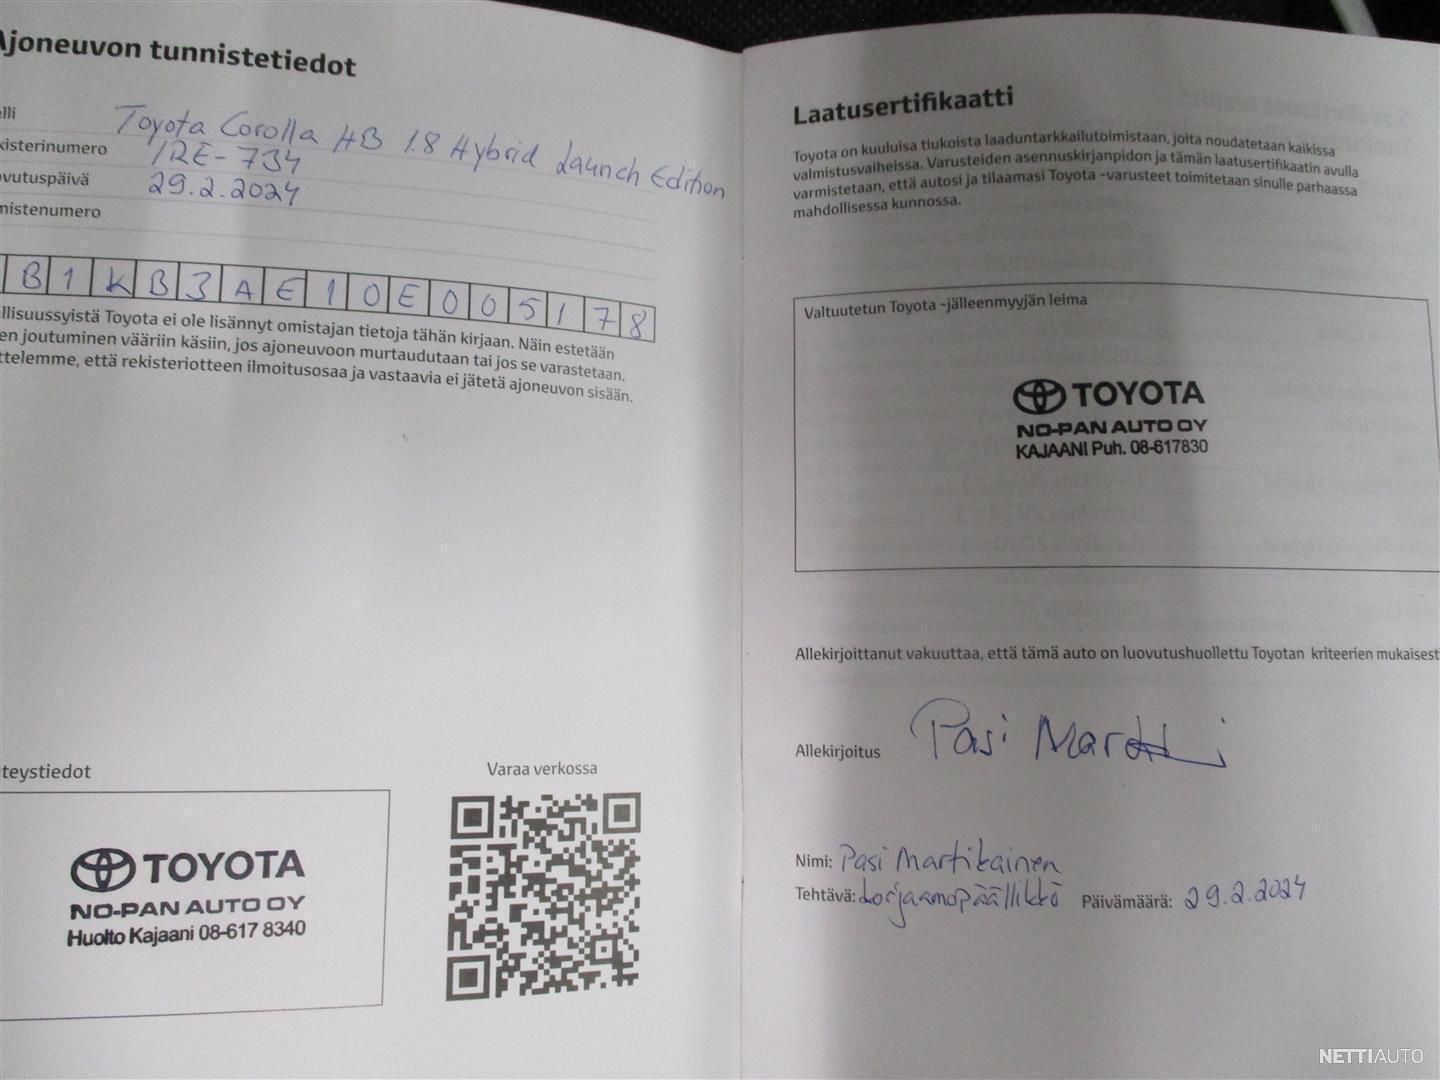 Ajoneuvon tunnistetiedot
lli Toyota Corolla HB 1.8 Hybrid Launch Edition
kisterinumero IRE-734
vutuspäivä 29.2.2024
mistenumero
B1KB3AE10E005178
llisuussyistä Toyota ei ole lisännyt omistajan tietoja tähän kirjaan. Näin estetään
en joutuminen vääriin käsiin, jos ajoneuvoon murtaudutaan tai jos se varastetaan.
ttelemme, että rekisteriotteen ilmoitusosaa ja vastaavia ei jätetä ajoneuvon sisään.
teystiedot
TOYOTA
NO-PAN AUTO OY
Huolto Kajaani 08-617 8340
Varaa verkossa
Laatusertifikaatti
Toyota on kuuluisa tiukoista laaduntarkkailutoimistaan, joita noudatetaan kaikissa
valmistusvaiheissa. Varusteiden asennuskirjanpidon ja tämän laatusertifikaatin avulla
varmistetaan, että autosi ja tilaamasi Toyota -varusteet toimitetaan sinulle parhaassa
mahdollisessa kunnossa.
Valtuutetun Toyota -jälleenmyyjän leima
TOYOTA
NO-PAN AUTO OY
KAJAANI Puh. 08-617830
Allekirjoittanut vakuuttaa, että tämä auto on luovutushuollettu Toyotan kriteerien mukaisest
Allekirjoitus Pasi
Nimi: Pasi Martikainen
Tehtävä: korjaamopäällikkö Päivämäärä: 29.2.2024
NETTIAUTO